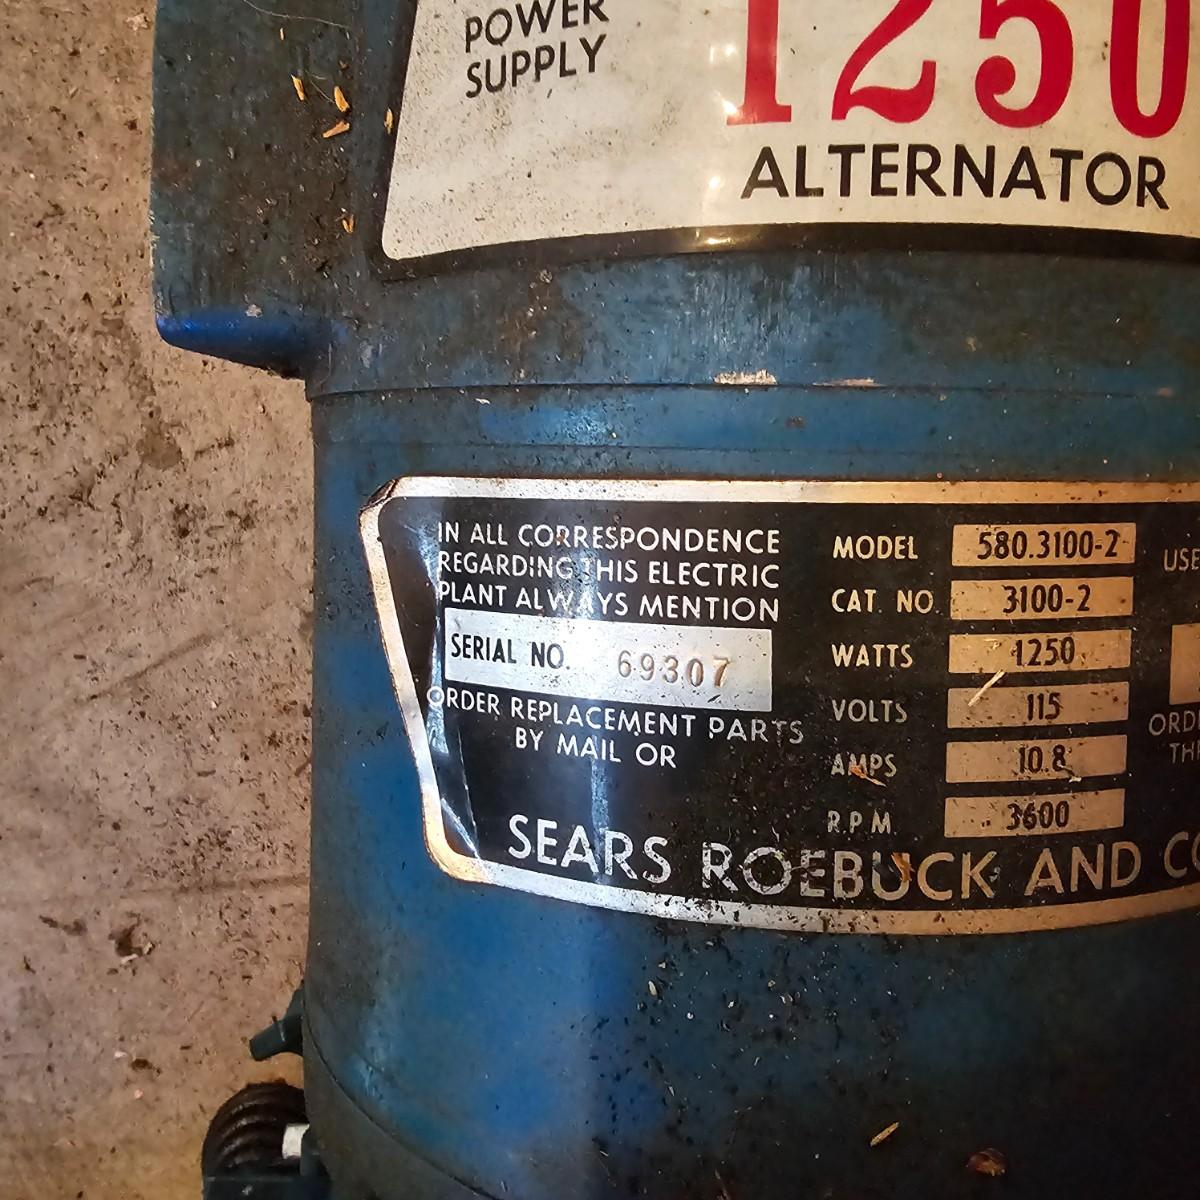 POWER
SUPPLY
1250
ALTERNATOR
IN ALL CORRESPONDENCE
REGARDING THIS ELECTRIC
PLANT ALWAYS MENTION
SERIAL NO. 69307
ORDER REPLACEMENT PARTS
BY MAIL OR
MODEL 580.3100-2
CAT. NO. 3100-2
WATTS 1250
VOLTS 115
AMPS 10.8
R.P.M. 3600
USE
SEARS ROEBUCK AND